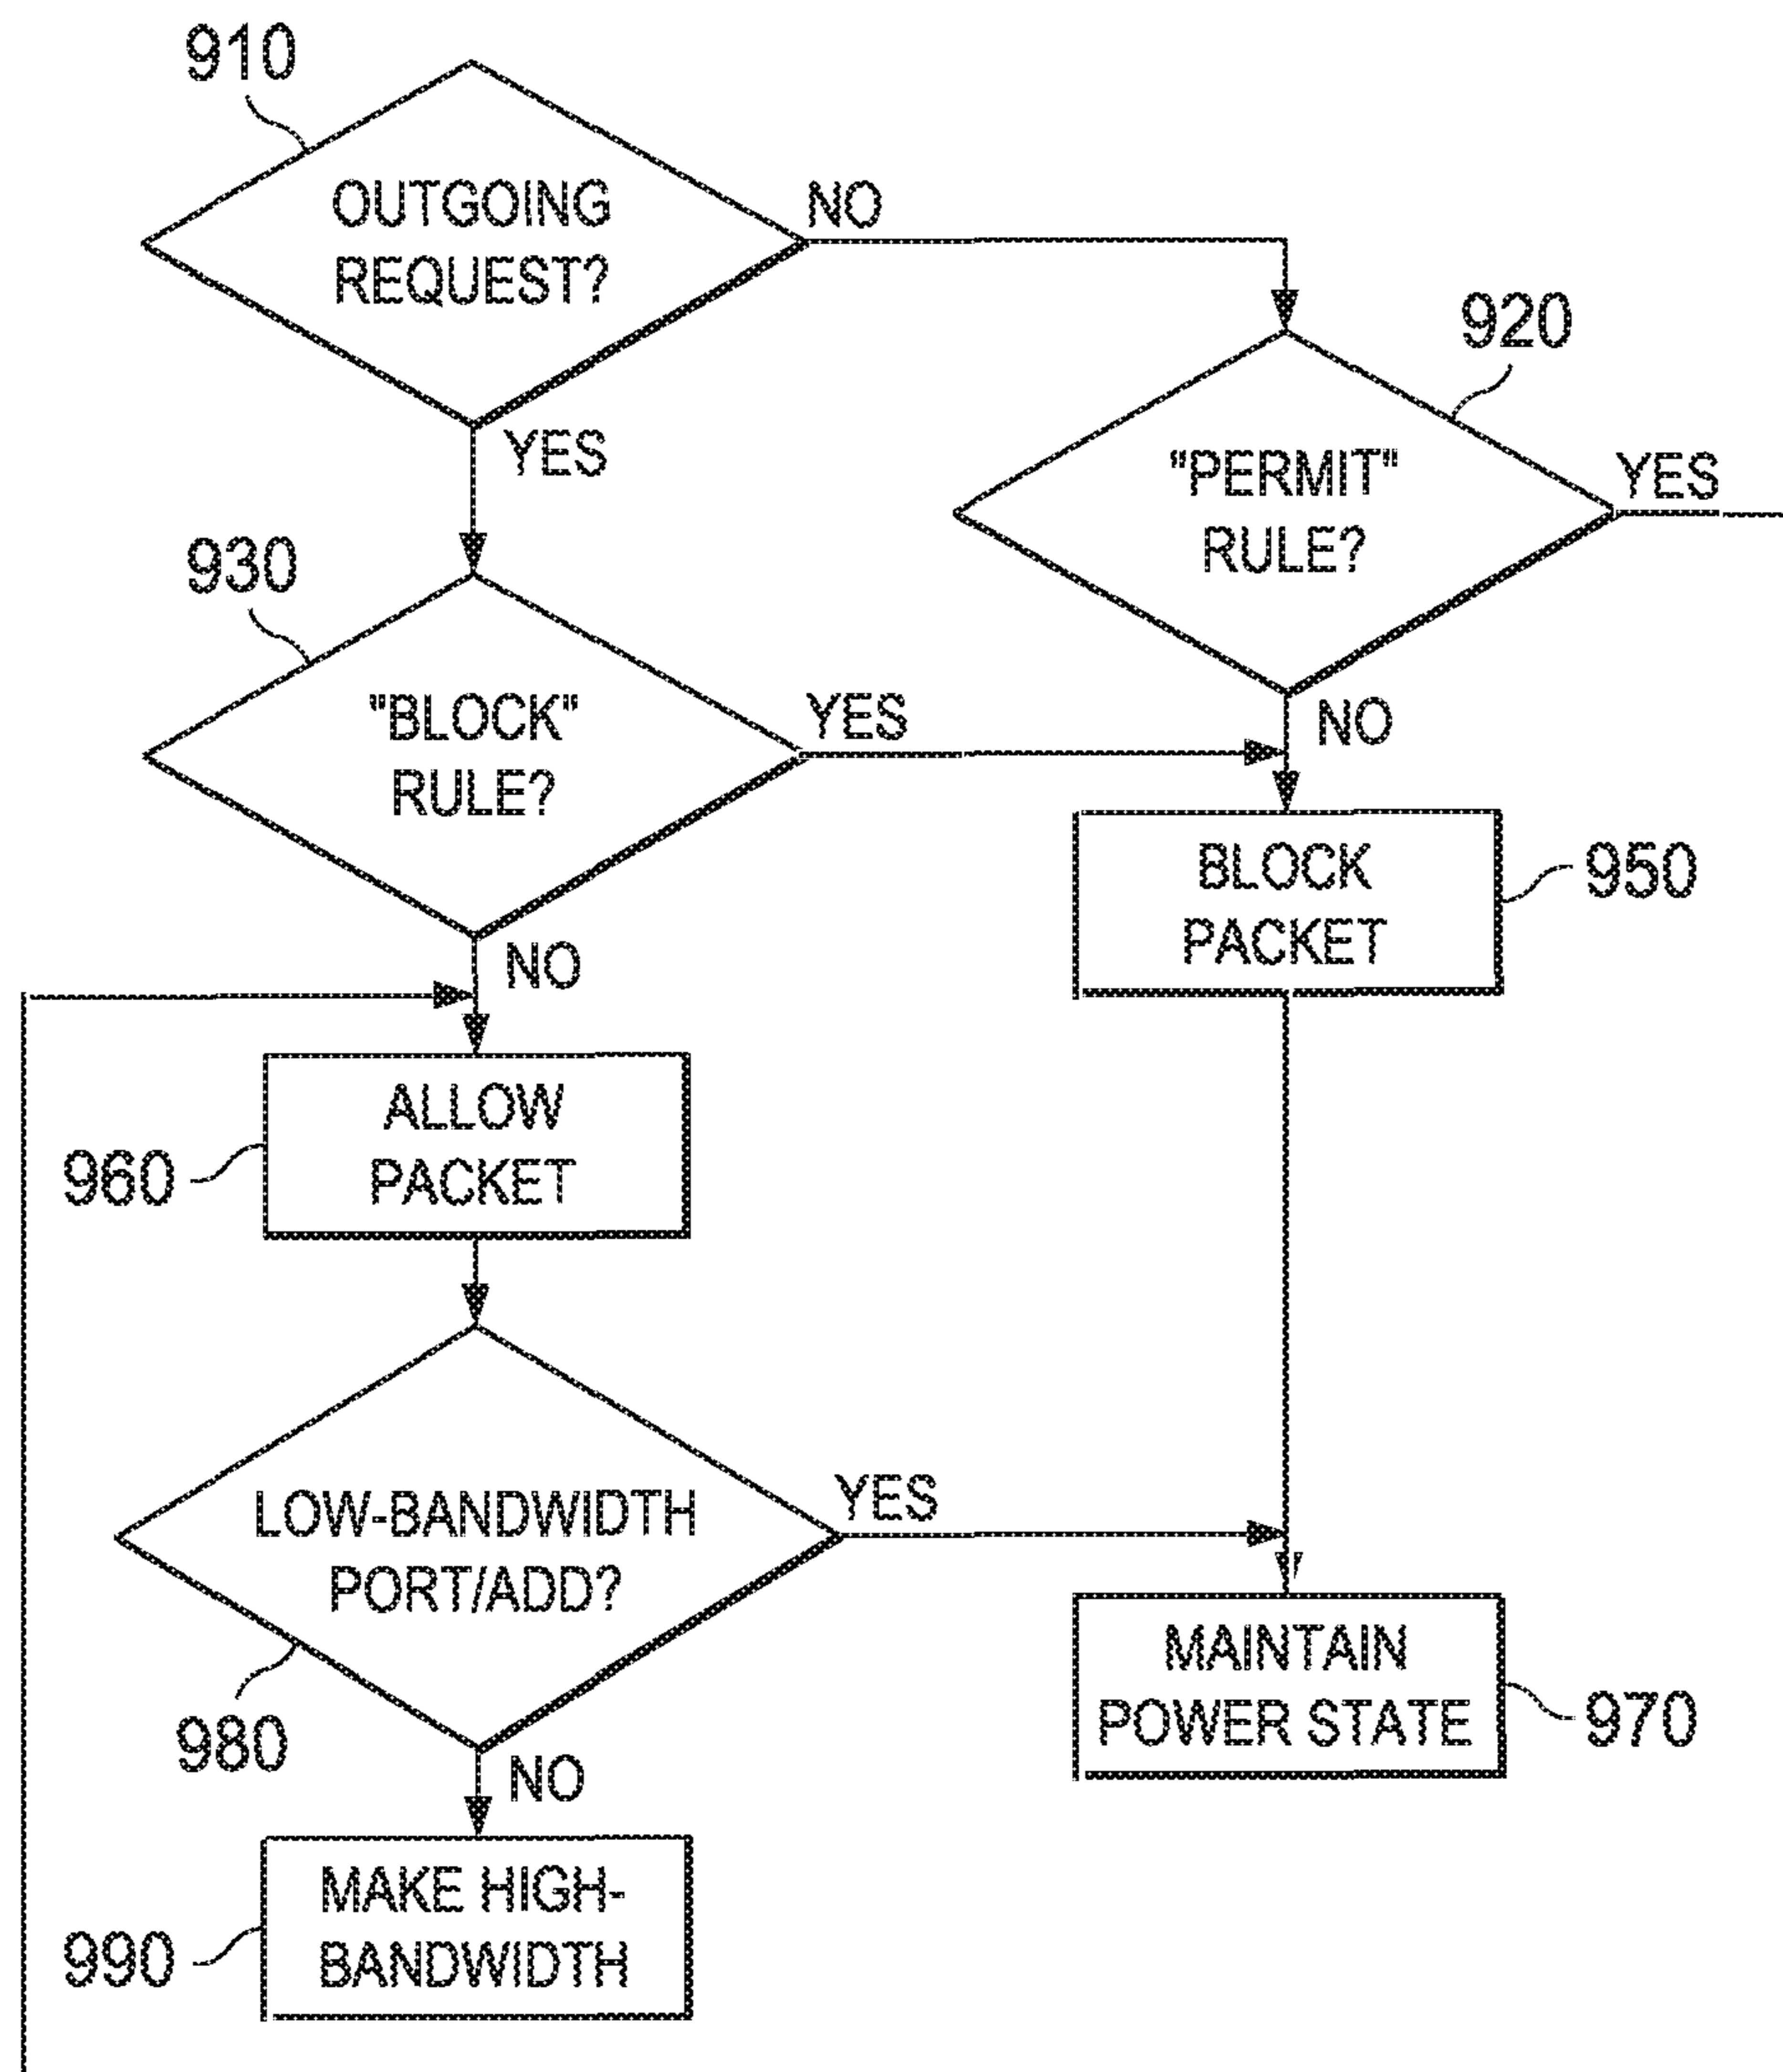 910
OUTGOING
REQUEST?
NO
YES
920
"PERMIT"
RULE?
YES
NO
930
"BLOCK"
RULE?
YES
NO
BLOCK
PACKET
950
ALLOW
PACKET
960
LOW-BANDWIDTH
PORT/ADD?
YES
980
NO
MAINTAIN
POWER STATE
970
MAKE HIGH-
BANDWIDTH
990